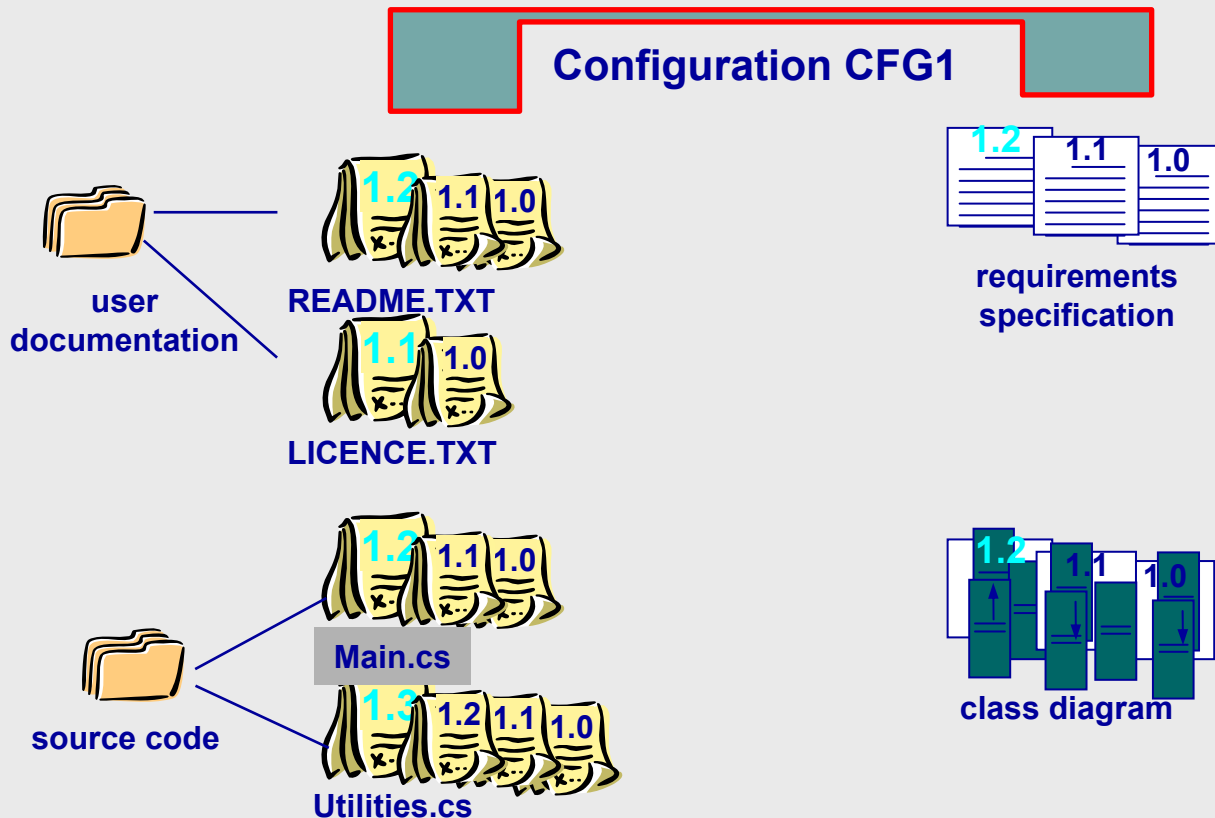 Configuration CFG1
1.2 1.1 1.0
user
documentation
README.TXT
1.1 1.0
LICENCE.TXT
1.2 1.1 1.0
requirements
specification
1.2 1.1 1.0
Main.cs
source code
1.3 1.2 1.1 1.0
Utilities.cs
1.2 1.1 1.0
class diagram